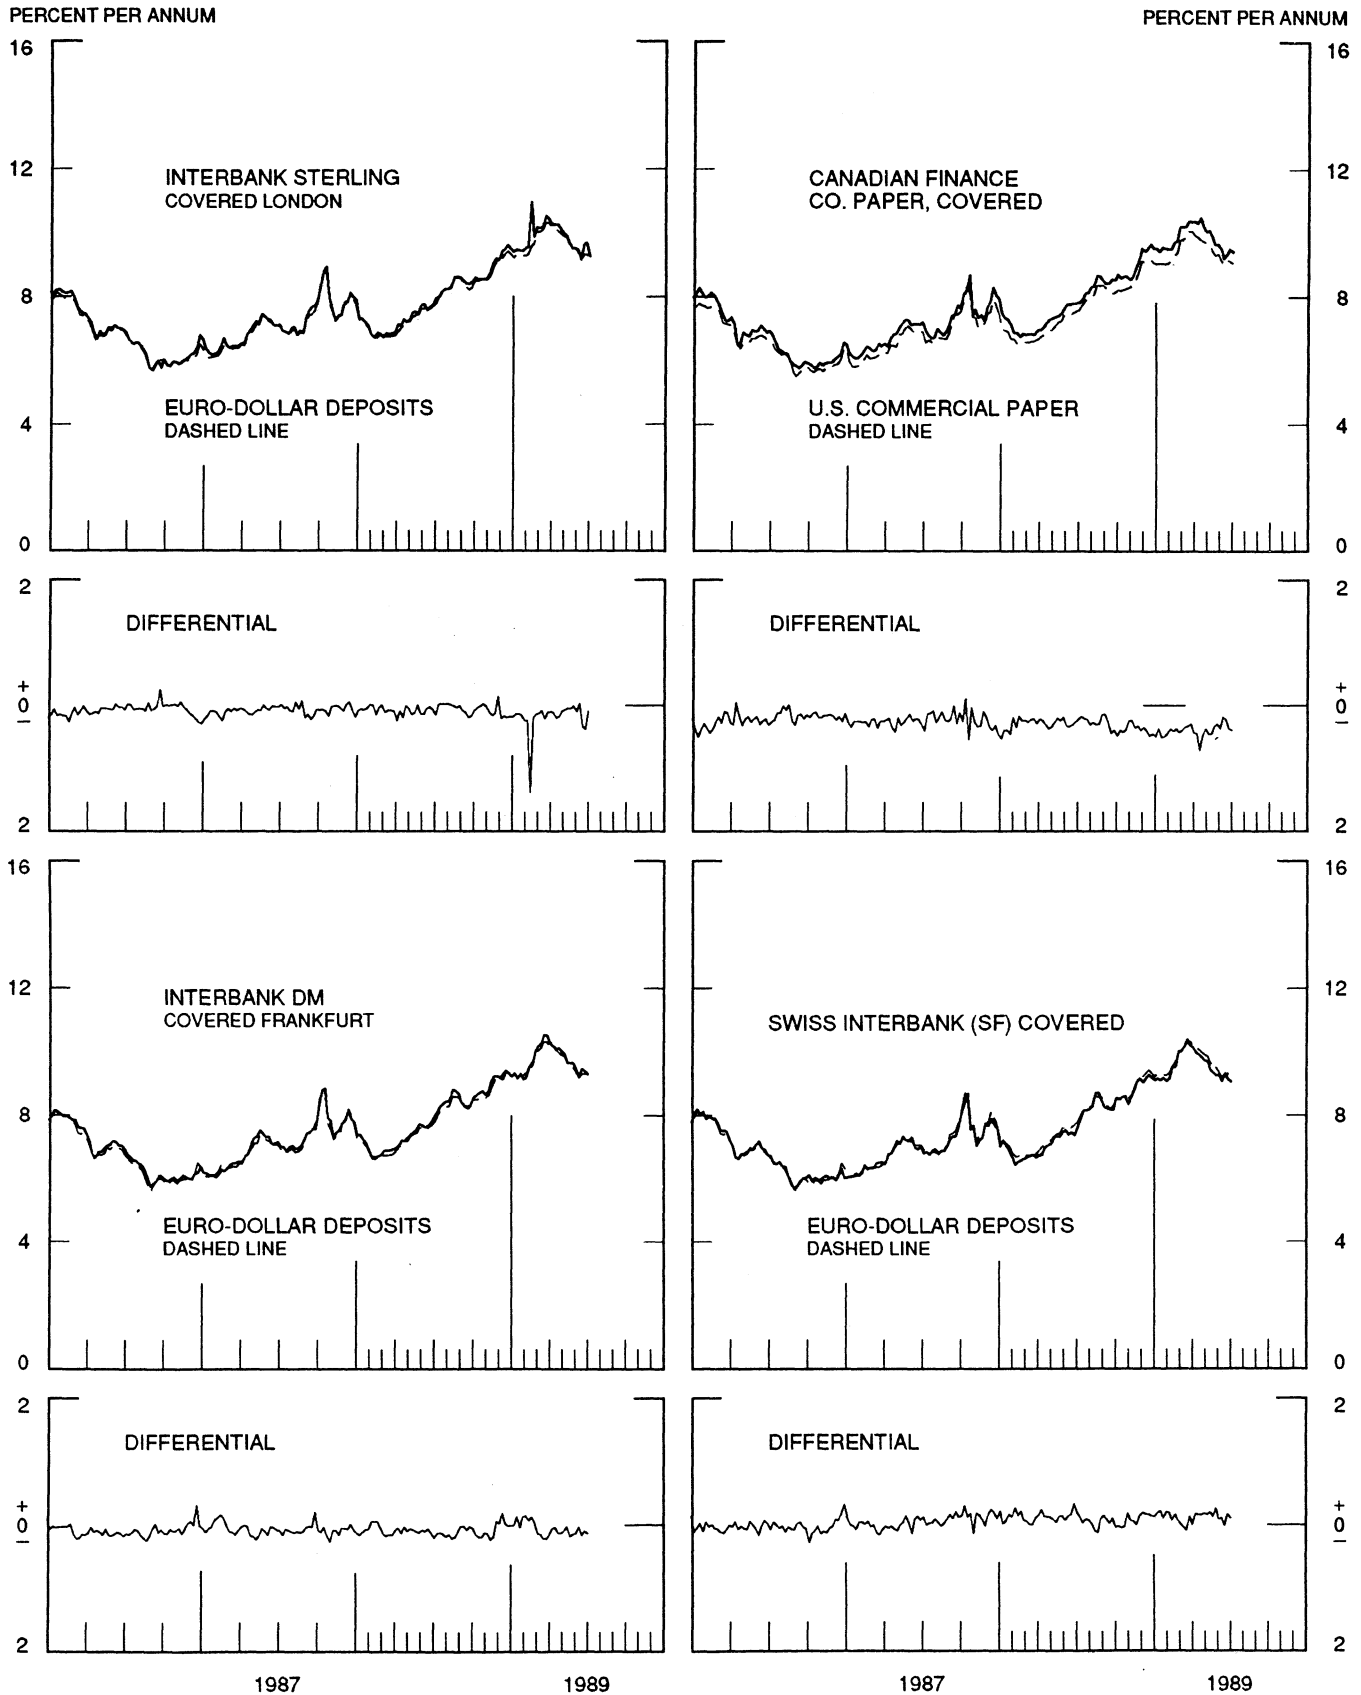 PERCENT PER ANNUM
PERCENT PER ANNUM
16
16
12
12
INTERBANK STERLING
COVERED LONDON
CANADIAN FINANCE
CO. PAPER, COVERED
8
8
EURO-DOLLAR DEPOSITS
DASHED LINE
U.S. COMMERCIAL PAPER
DASHED LINE
4
4
0
0
2
2
DIFFERENTIAL
DIFFERENTIAL
+
0
–
+
0
–
2
2
16
16
12
12
INTERBANK DM
COVERED FRANKFURT
SWISS INTERBANK (SF) COVERED
8
8
EURO-DOLLAR DEPOSITS
DASHED LINE
EURO-DOLLAR DEPOSITS
DASHED LINE
4
4
0
0
2
2
DIFFERENTIAL
DIFFERENTIAL
+
0
–
+
0
–
2
2
1987
1989
1987
1989